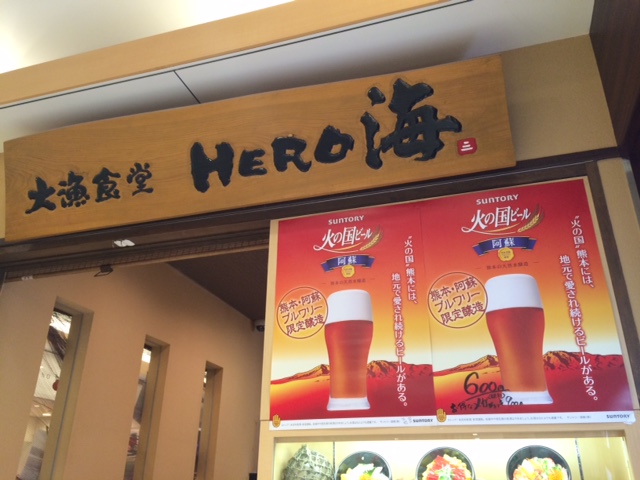 大漁食堂 HERO海
三
SUNTORY
火の国ビール
阿蘇
熊本・阿蘇
ブルワリー
限定醸造
“火の国”熊本には、
地元で愛され続けるビールがある。
SUNTORY
SUNTORY
火の国ビール
阿蘇
熊本・阿蘇
ブルワリー
限定醸造
“火の国”熊本には、
地元で愛され続けるビールがある。
600
SUNTORY